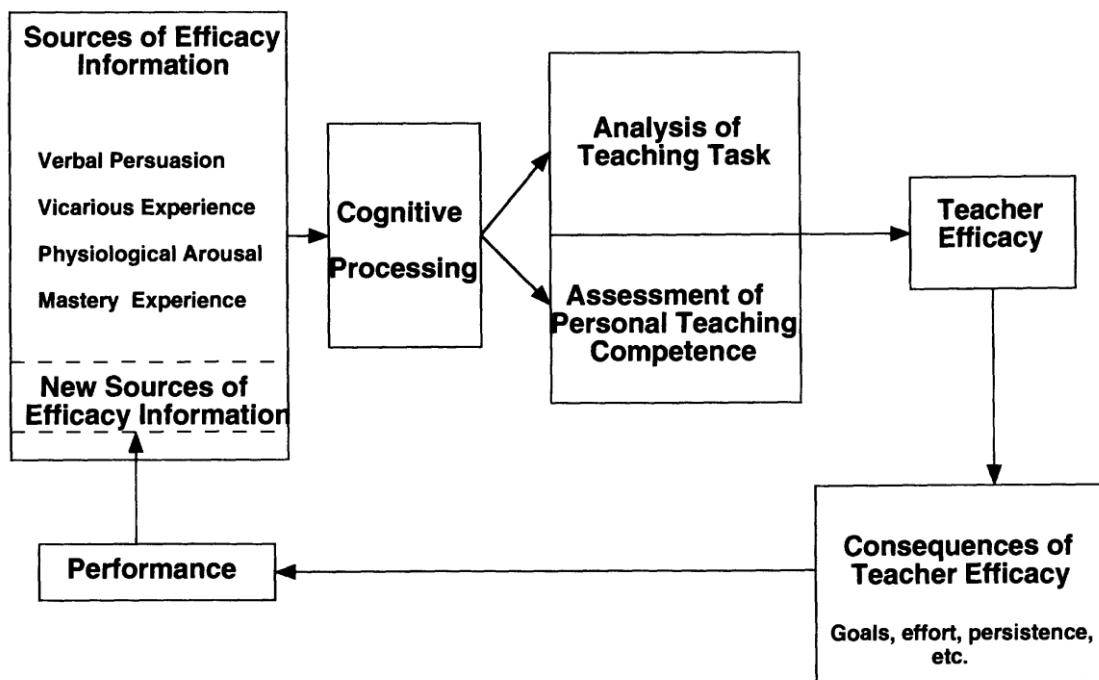 Sources of Efficacy
Information
Verbal Persuasion
Vicarious Experience
Physiological Arousal
Mastery Experience
New Sources of
Efficacy Information
Cognitive
Processing
Analysis of
Teaching Task
Assessment of
Personal Teaching
Competence
Teacher
Efficacy
Consequences of
Teacher Efficacy
Goals, effort, persistence,
etc.
Performance